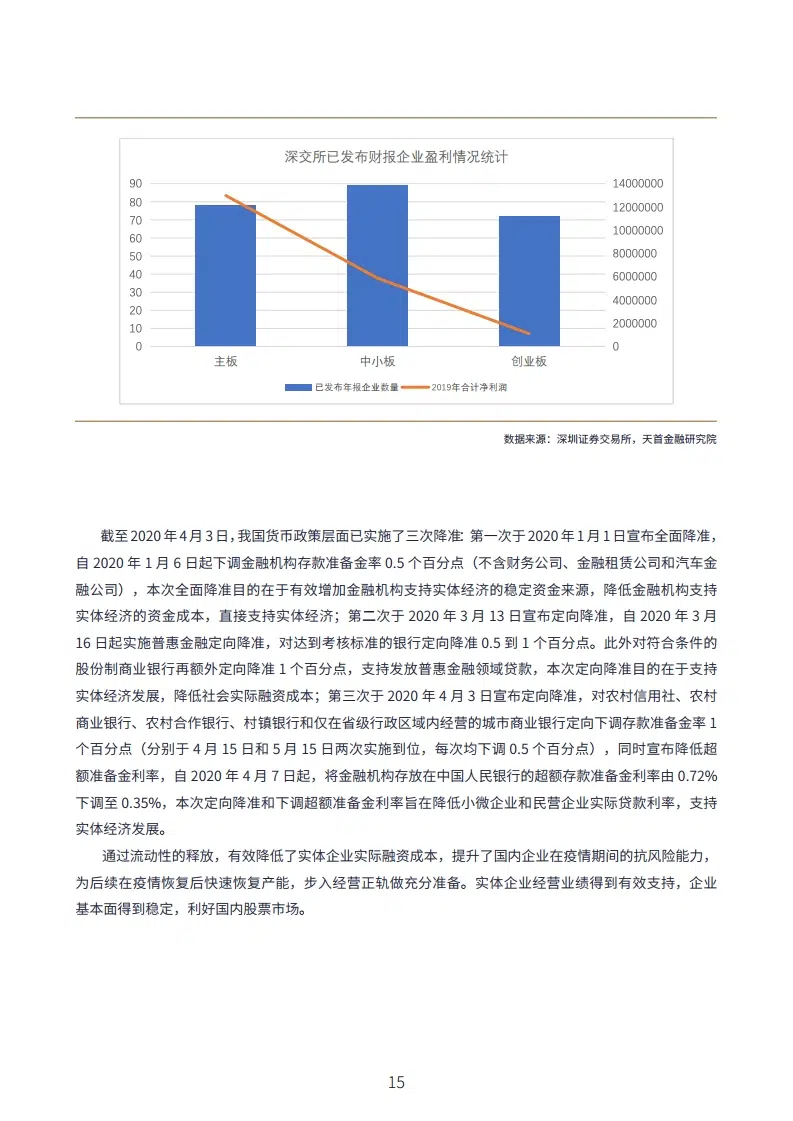 深交所已发布财报企业盈利情况统计
90 14000000
80 12000000
70 10000000
60 8000000
50 6000000
40 4000000
30 2000000
20 0
10
0
主板 中小板 创业板
已发布年报企业数量 2019年合计净利润
数据来源：深圳证券交易所，天首金融研究院
截至 2020 年 4 月 3 日，我国货币政策层面已实施了三次降准：第一次于 2020 年 1 月 1 日宣布全面降准，
自 2020 年 1 月 6 日起下调金融机构存款准备金率 0.5 个百分点（不含财务公司、金融租赁公司和汽车金
融公司），本次全面降准目的在于有效增加金融机构支持实体经济的稳定资金来源，降低金融机构支持
实体经济的资金成本，直接支持实体经济；第二次于 2020 年 3 月 13 日宣布定向降准，自 2020 年 3 月
16 日起实施普惠金融定向降准，对达到考核标准的银行定向降准 0.5 到 1 个百分点。此外对符合条件的
股份制商业银行再额外定向降准 1 个百分点，支持发放普惠金融领域贷款，本次定向降准目的在于支持
实体经济发展，降低社会实际融资成本；第三次于 2020 年 4 月 3 日宣布定向降准，对农村信用社、农村
商业银行、农村合作银行、村镇银行和仅在省级行政区域内经营的城市商业银行定向下调存款准备金率 1
个百分点（分别于 4 月 15 日和 5 月 15 日两次实施到位，每次均下调 0.5 个百分点），同时宣布降低超
额准备金利率，自 2020 年 4 月 7 日起，将金融机构存放在中国人民银行的超额存款准备金利率由 0.72%
下调至 0.35%，本次定向降准和下调超额准备金利率旨在降低小微企业和民营企业实际贷款利率，支持
实体经济发展。
通过流动性的释放，有效降低了实体企业实际融资成本，提升了国内企业在疫情期间的抗风险能力，
为后续在疫情恢复后快速恢复产能，步入经营正轨做充分准备。实体企业经营业绩得到有效支持，企业
基本面得到稳定，利好国内股票市场。
15